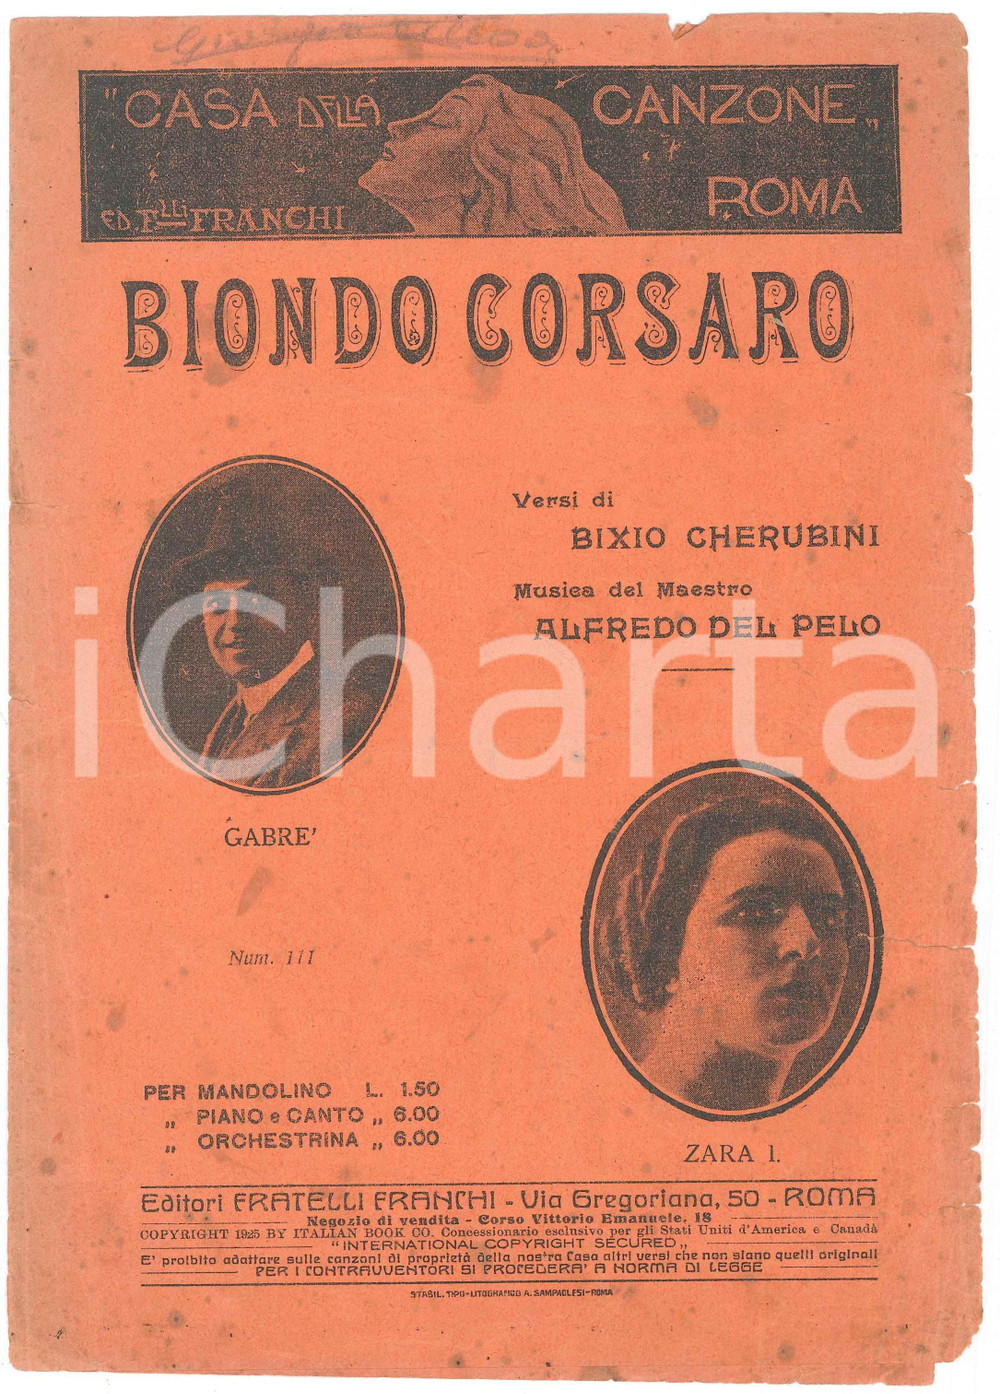 "CASA DELLA CANZONE„
ED. F.LLI FRANCHI ROMA
BIONDO CORSARO
Versi di
BIXIO CHERUBINI
Musica del Maestro
ALFREDO DEL PELO
iCharta
GABRE'
Num. 111
PER MANDOLINO L. 1.50
„ PIANO e CANTO „ 6.00
„ ORCHESTRINA „ 6.00
ZARA I.
Editori FRATELLI FRANCHI - Via Gregoriana, 50 - ROMA
Negozio di vendita - Corso Vittorio Emanuele, 18
COPYRIGHT 1925 BY ITALIAN BOOK CO. Concessionario esclusivo per gli Stati Uniti d'America e Canadà
"INTERNATIONAL COPYRIGHT SECURED„
E' proibito adattare sulle canzoni di proprietà della nostra Casa altri versi che non siano quelli originali
PER I CONTRAVVENTORI SI PROCEDERA' A NORMA DI LEGGE
STABIL. TIPO-LITOGRAFICO A. SAMPAOLESI-ROMA